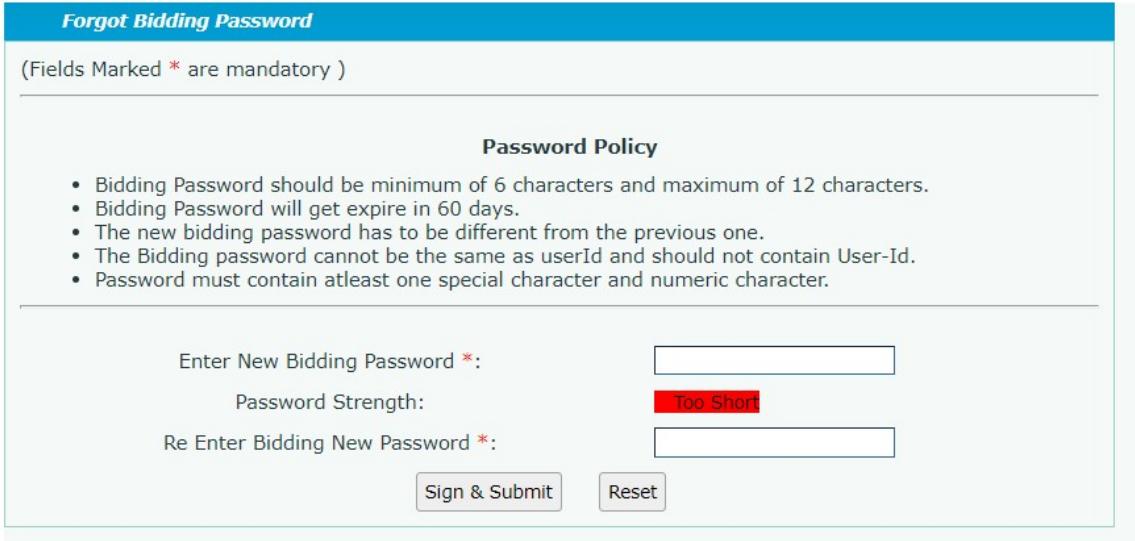 Forgot Bidding Password
(Fields Marked * are mandatory )
Password Policy
• Bidding Password should be minimum of 6 characters and maximum of 12 characters.
• Bidding Password will get expire in 60 days.
• The new bidding password has to be different from the previous one.
• The Bidding password cannot be the same as userId and should not contain User-Id.
• Password must contain atleast one special character and numeric character.
Enter New Bidding Password *:
Password Strength: Too Short
Re Enter Bidding New Password *:
Sign & Submit Reset